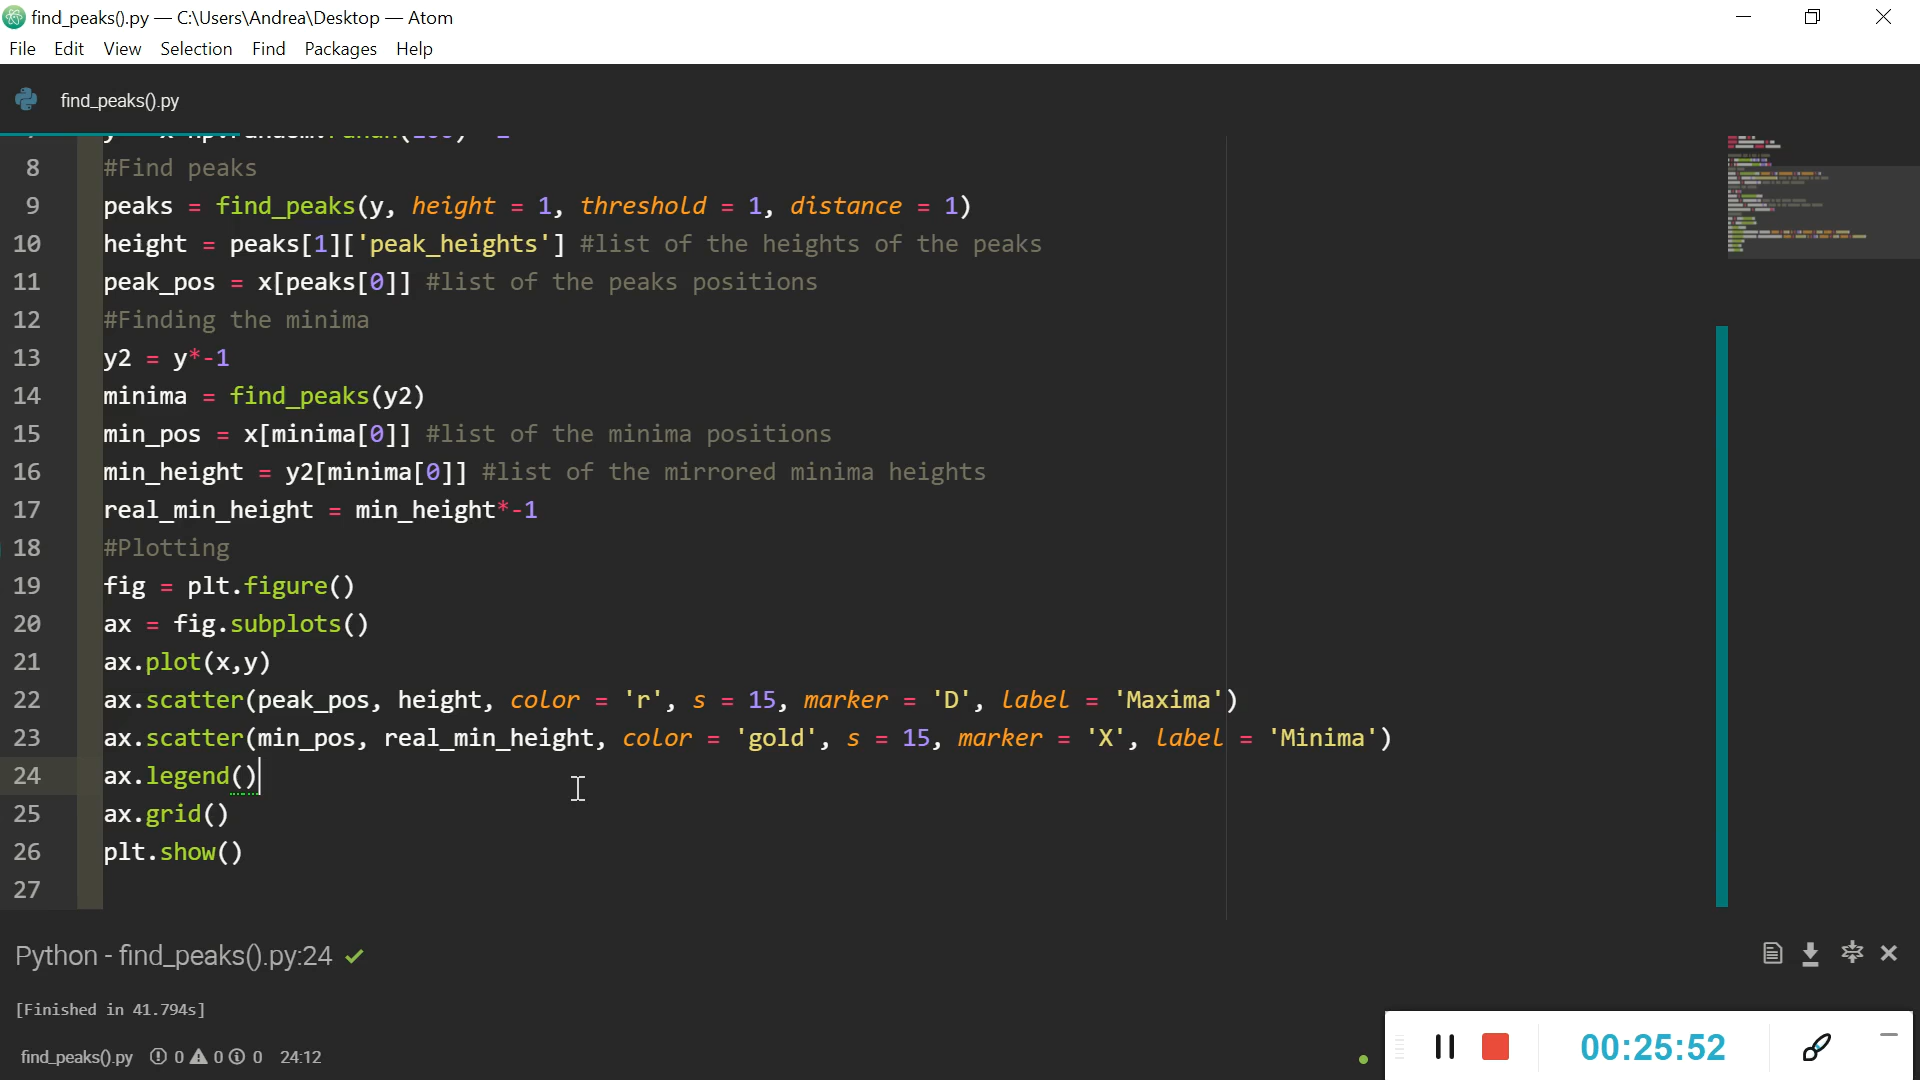 find_peaks().py — C:\Users\Andrea\Desktop — Atom
File Edit View Selection Find Packages Help
find_peaks().py
8 #Find peaks
9 peaks = find_peaks(y, height = 1, threshold = 1, distance = 1)
10 height = peaks[1]['peak_heights'] #list of the heights of the peaks
11 peak_pos = x[peaks[0]] #list of the peaks positions
12 #Finding the minima
13 y2 = y*-1
14 minima = find_peaks(y2)
15 min_pos = x[minima[0]] #list of the minima positions
16 min_height = y2[minima[0]] #list of the mirrored minima heights
17 real_min_height = min_height*-1
18 #Plotting
19 fig = plt.figure()
20 ax = fig.subplots()
21 ax.plot(x,y)
22 ax.scatter(peak_pos, height, color = 'r', s = 15, marker = 'D', label = 'Maxima')
23 ax.scatter(min_pos, real_min_height, color = 'gold', s = 15, marker = 'X', label = 'Minima')
24 ax.legend()
25 ax.grid()
26 plt.show()
27
Python - find_peaks().py:24
[Finished in 41.794s]
find_peaks().py 0 0 0 24:12
00:25:52